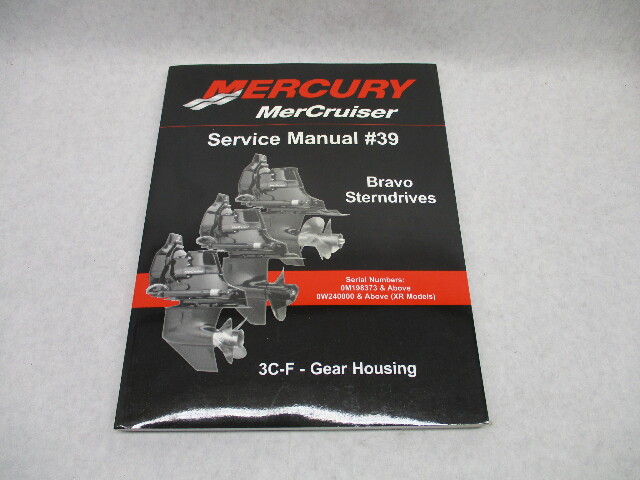 MERCURY
MerCruiser
Service Manual #39
Bravo
Sterndrives
Serial Numbers:
0M198373 & Above
0W240000 & Above (XR Models)
3C-F - Gear Housing